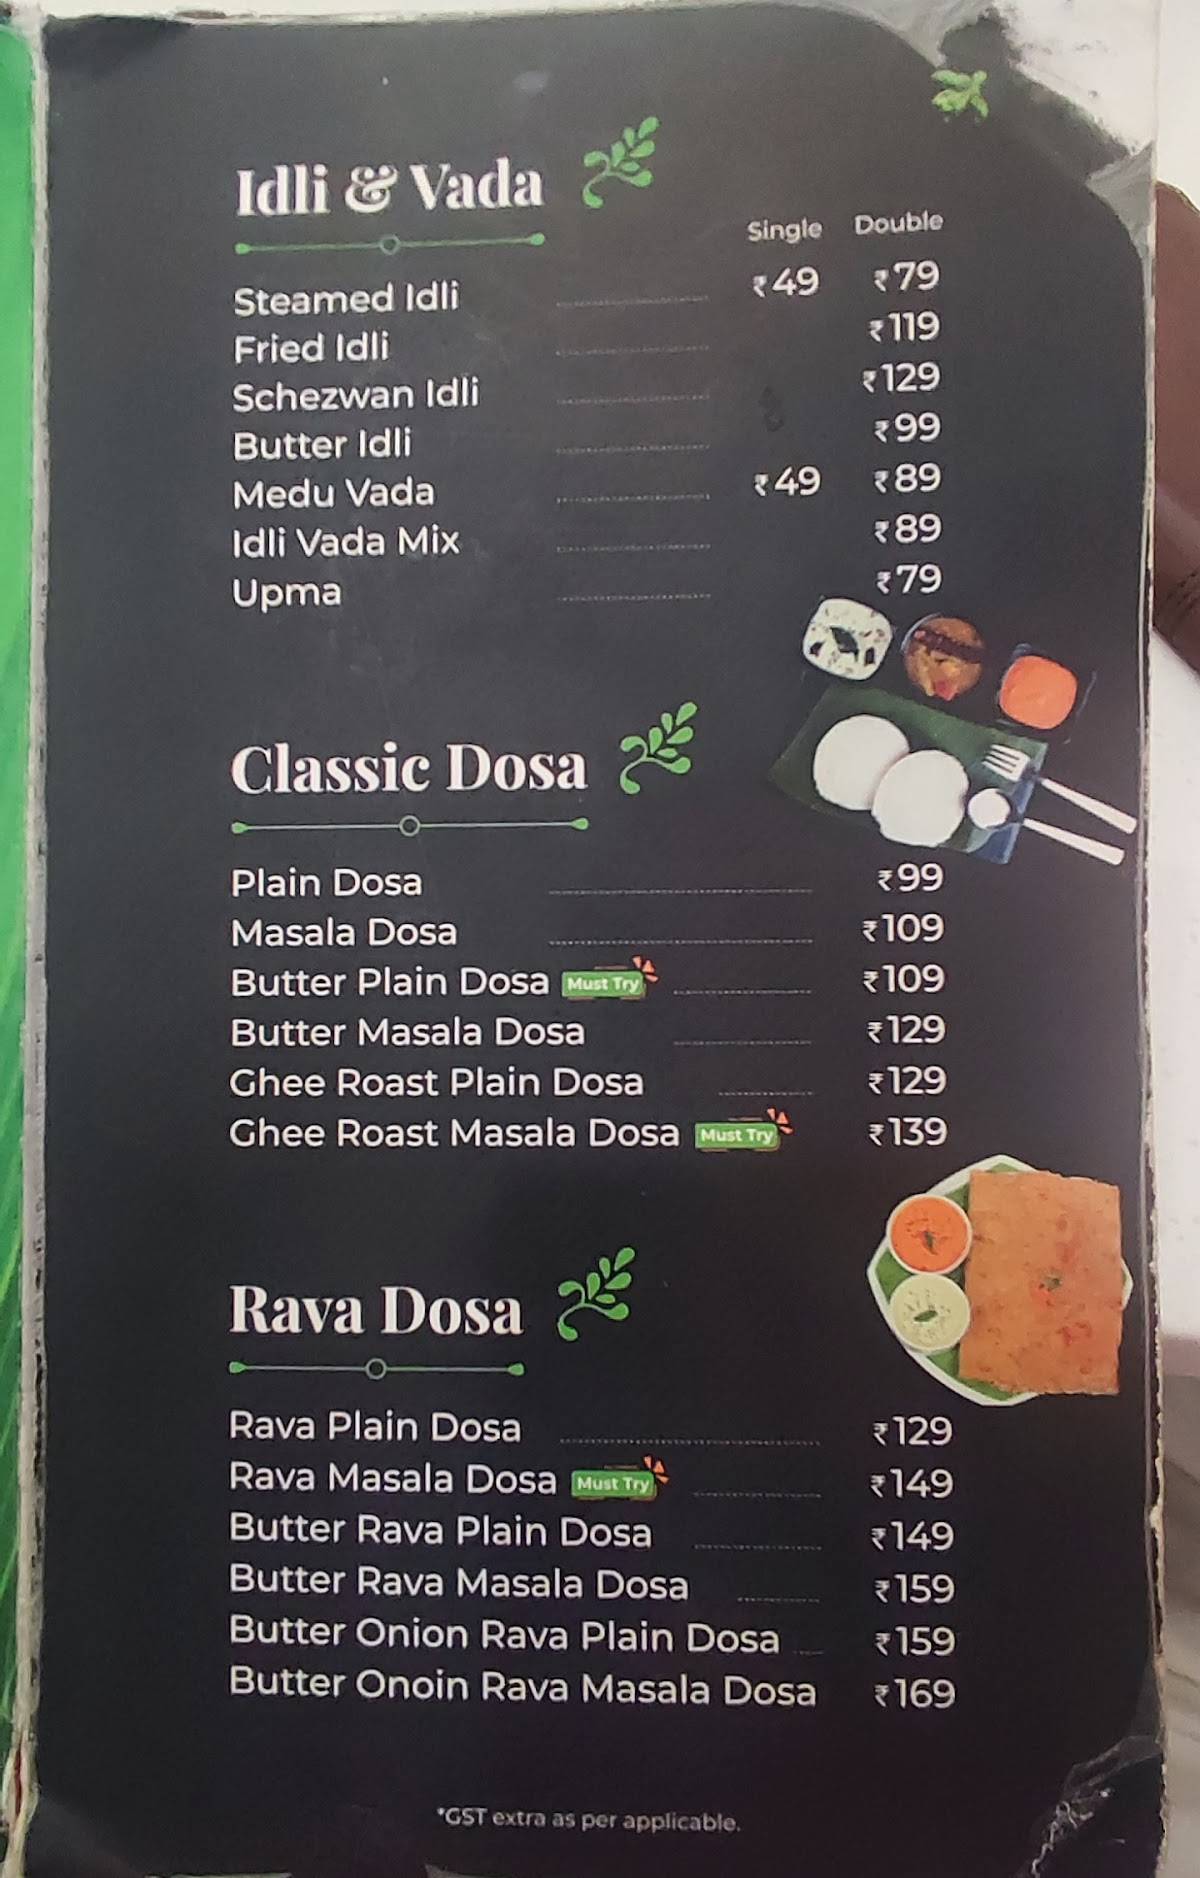 Idli & Vada
Single Double
Steamed Idli ₹49 ₹79
Fried Idli ₹119
Schezwan Idli ₹129
Butter Idli ₹99
Medu Vada ₹49 ₹89
Idli Vada Mix ₹89
Upma ₹79
Classic Dosa
Plain Dosa ₹99
Masala Dosa ₹109
Butter Plain Dosa Must Try ₹109
Butter Masala Dosa ₹129
Ghee Roast Plain Dosa ₹129
Ghee Roast Masala Dosa Must Try ₹139
Rava Dosa
Rava Plain Dosa ₹129
Rava Masala Dosa Must Try ₹149
Butter Rava Plain Dosa ₹149
Butter Rava Masala Dosa ₹159
Butter Onion Rava Plain Dosa ₹159
Butter Onoin Rava Masala Dosa ₹169
*GST extra as per applicable.